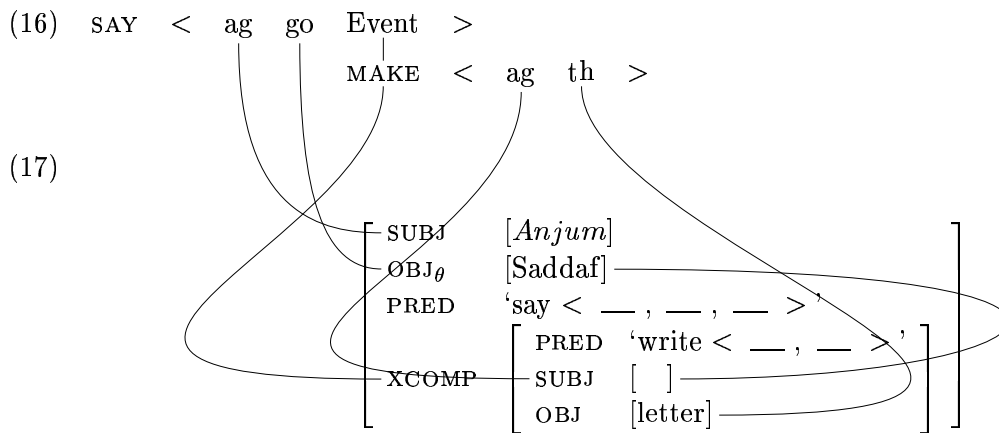 (16) SAY < ag go Event >
MAKE < ag th >
(17)
SUBJ [Anjum]
OBJθ [Saddaf]
PRED ‘say < __ , __ , __ >’
PRED ‘write < __ , __ >’
XCOMP SUBJ [ ]
OBJ [letter]